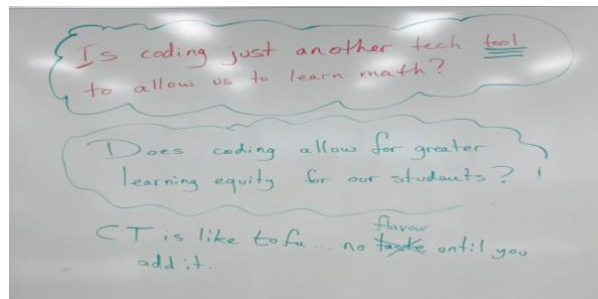 Is coding just another tech tool
to allow us to learn math?
Does coding allow for greater
learning equity for our students?
CT is like tofu... no flavour until you
add it.